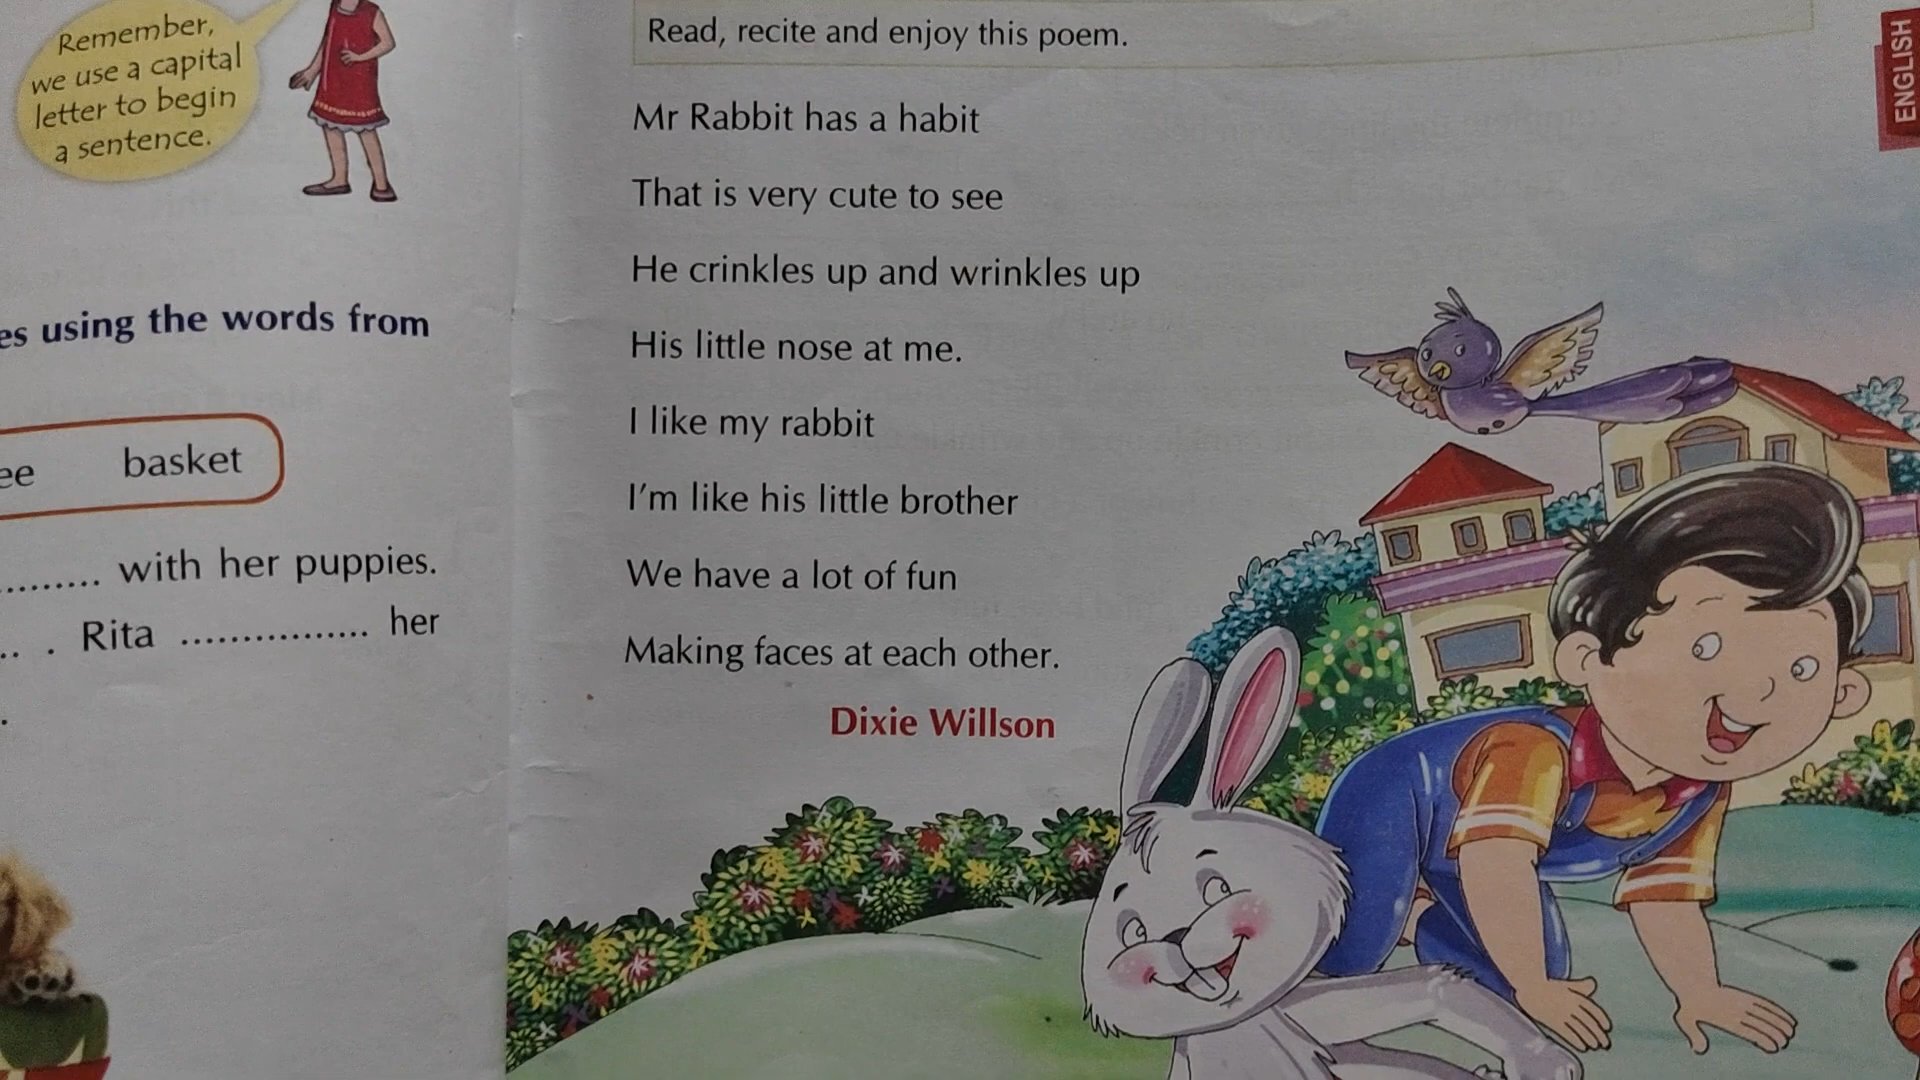 Remember,
we use a capital
letter to begin
a sentence.
using the words from
basket
......... with her puppies.
.. . Rita ................ her
.
Read, recite and enjoy this poem.
Mr Rabbit has a habit
That is very cute to see
He crinkles up and wrinkles up
His little nose at me.
I like my rabbit
I'm like his little brother
We have a lot of fun
Making faces at each other.
Dixie Willson
ENGLISH